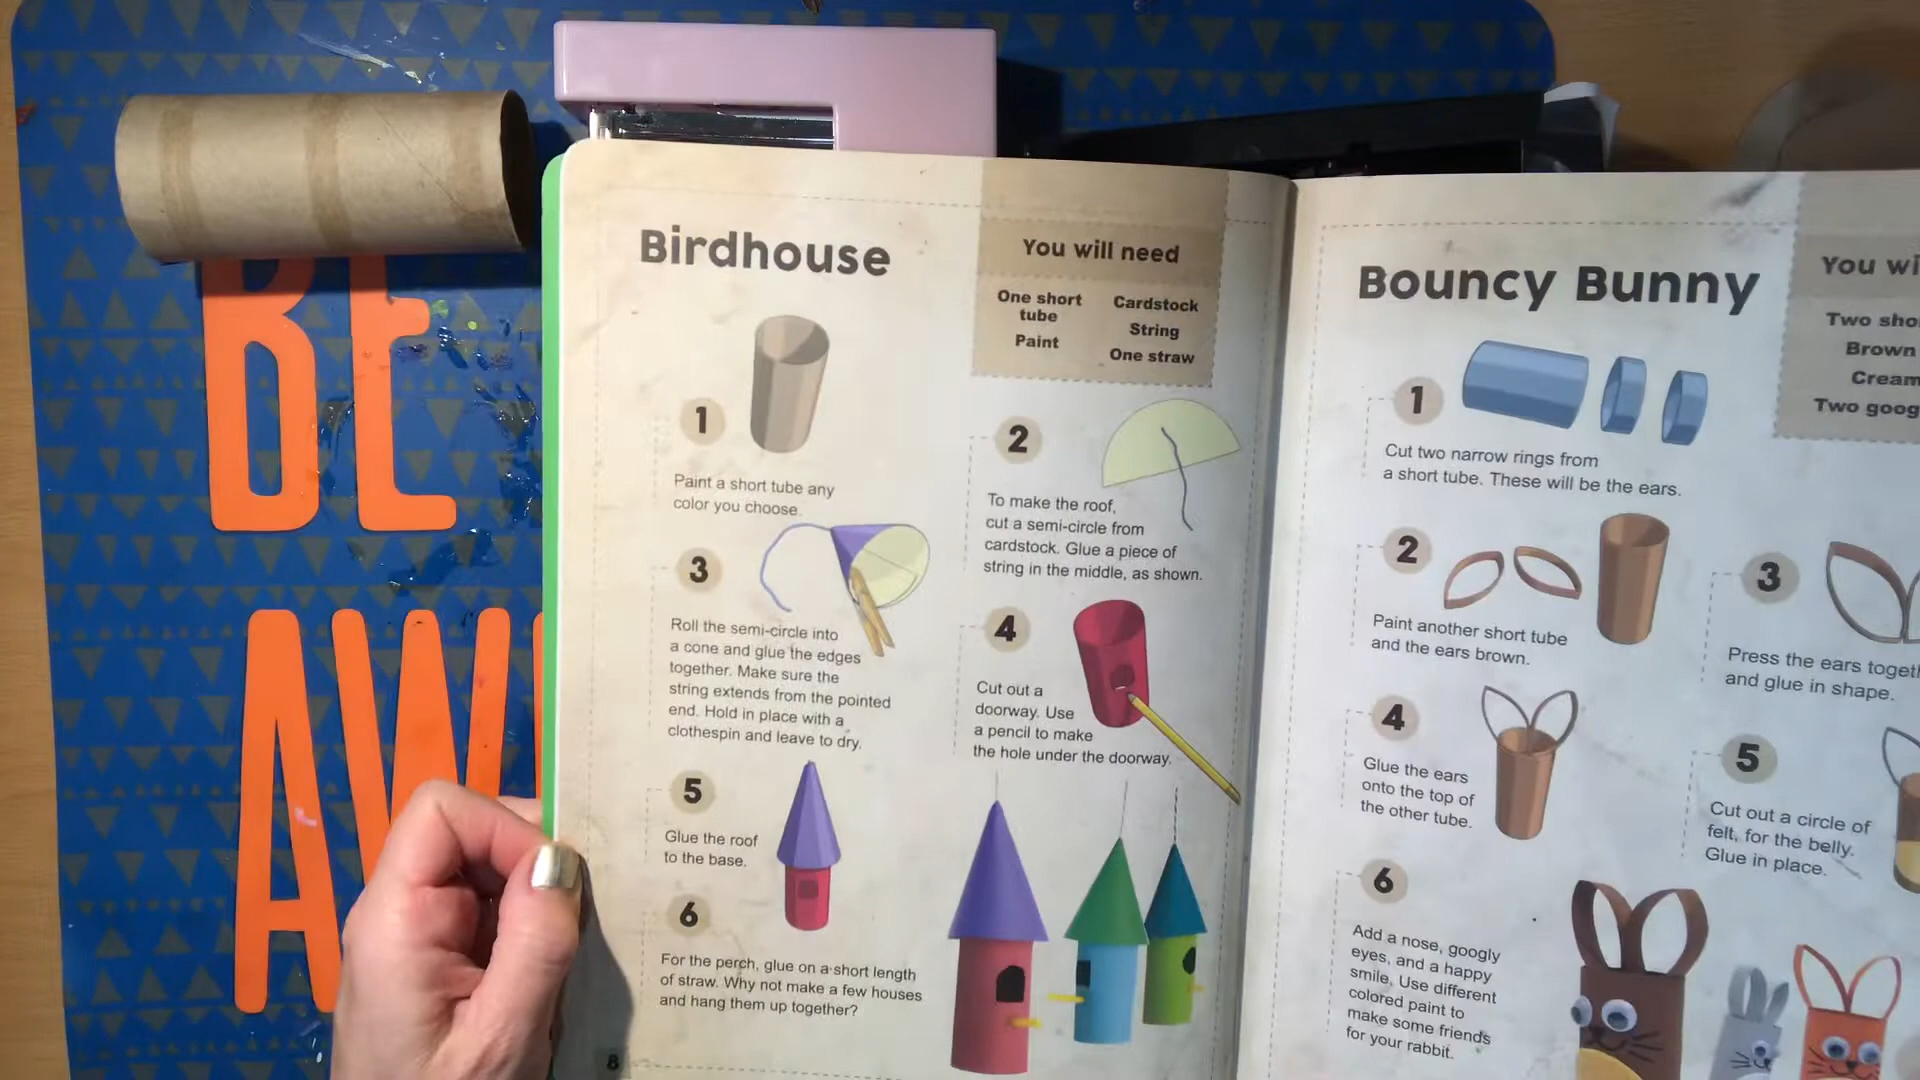 BE
AW
Birdhouse
You will need
One short
tube
Paint
Cardstock
String
One straw
1
Paint a short tube any
color you choose.
2
To make the roof,
cut a semi-circle from
cardstock. Glue a piece of
string in the middle, as shown.
3
Roll the semi-circle into
a cone and glue the edges
together. Make sure the
string extends from the pointed
end. Hold in place with a
clothespin and leave to dry.
4
Cut out a
doorway. Use
a pencil to make
the hole under the doorway.
5
Glue the roof
to the base.
6
For the perch, glue on a short length
of straw. Why not make a few houses
and hang them up together?
8
Bouncy Bunny
You wi
Two sho
Brown
Cream
Two goog
1
Cut two narrow rings from
a short tube. These will be the ears.
2
Paint another short tube
and the ears brown.
3
Press the ears togeth
and glue in shape.
4
Glue the ears
onto the top of
the other tube.
5
Cut out a circle of
felt, for the belly.
Glue in place.
6
Add a nose, googly
eyes, and a happy
smile. Use different
colored paint to
make some friends
for your rabbit.